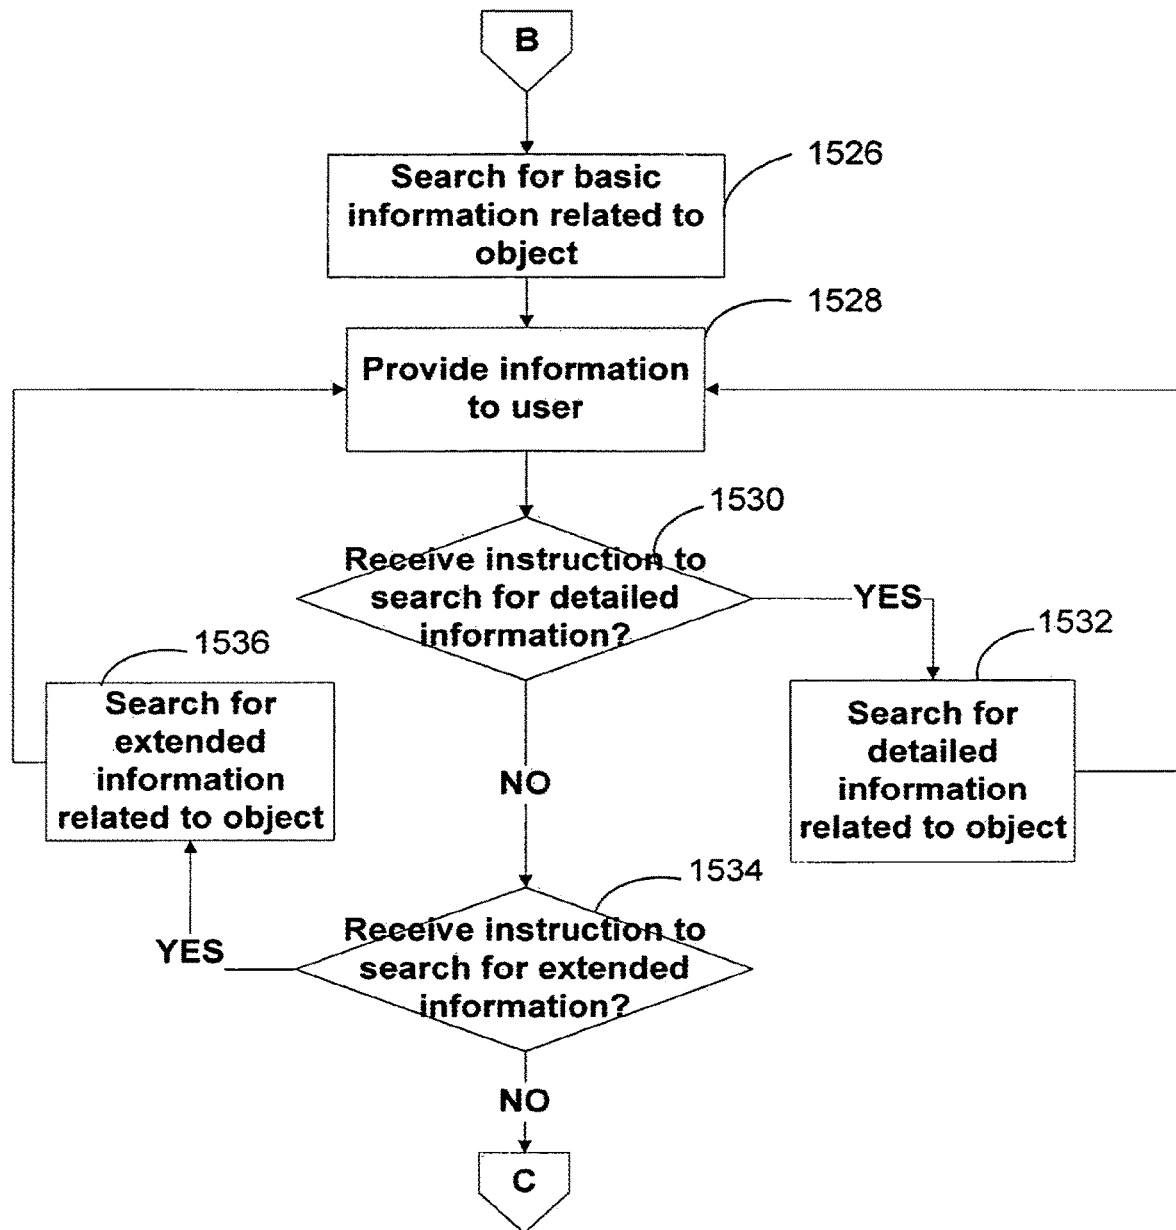 B
1526
Search for basic
information related to
object
1528
Provide information
to user
1530
Receive instruction to
search for detailed
information?
YES
1532
Search for
detailed
information
related to object
1536
Search for
extended
information
related to object
NO
1534
Receive instruction to
search for extended
information?
YES
NO
C